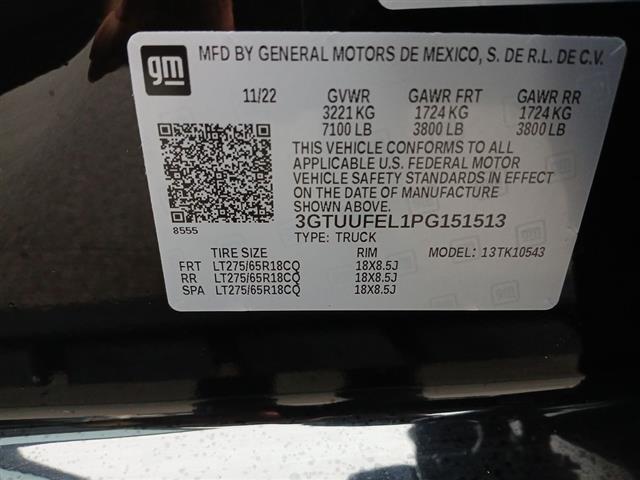 gm
MFD BY GENERAL MOTORS DE MEXICO, S. DE R.L. DE C.V.
11/22 GVWR GAWR FRT GAWR RR
3221 KG 1724 KG 1724 KG
7100 LB 3800 LB 3800 LB
THIS VEHICLE CONFORMS TO ALL
APPLICABLE U.S. FEDERAL MOTOR
VEHICLE SAFETY STANDARDS IN EFFECT
ON THE DATE OF MANUFACTURE
SHOWN ABOVE.
8555 3GTUUFEL1PG151513
TYPE: TRUCK MODEL: 13TK10543
TIRE SIZE RIM
FRT LT275/65R18CQ 18X8.5J
RR LT275/65R18CQ 18X8.5J
SPA LT275/65R18CQ 18X8.5J